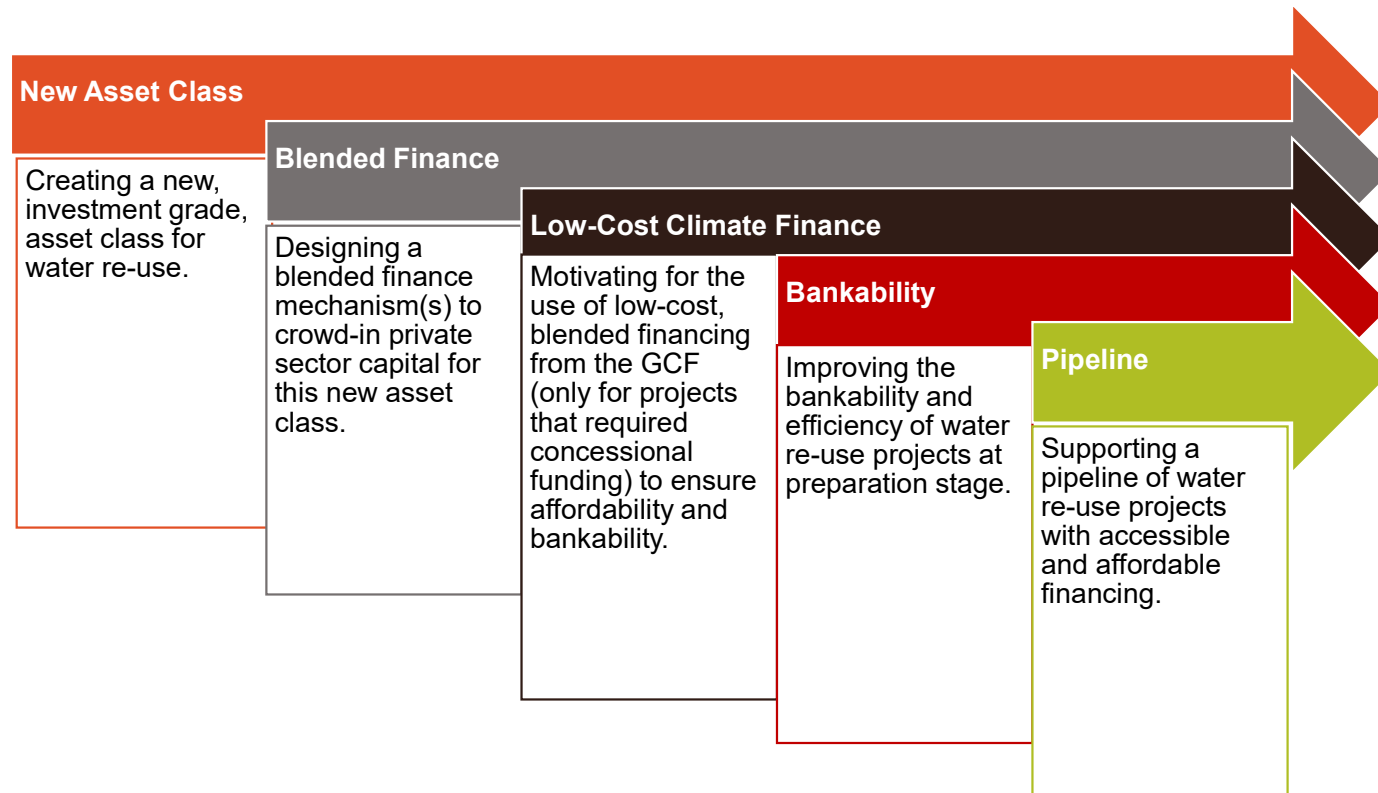 New Asset Class
Creating a new,
investment grade,
asset class for
water re-use.
Blended Finance
Designing a
blended finance
mechanism(s) to
crowd-in private
sector capital for
this new asset
class.
Low-Cost Climate Finance
Motivating for the
use of low-cost,
blended financing
from the GCF
(only for projects
that required
concessional
funding) to ensure
affordability and
bankability.
Bankability
Improving the
bankability and
efficiency of water
re-use projects at
preparation stage.
Pipeline
Supporting a
pipeline of water
re-use projects
with accessible
and affordable
financing.